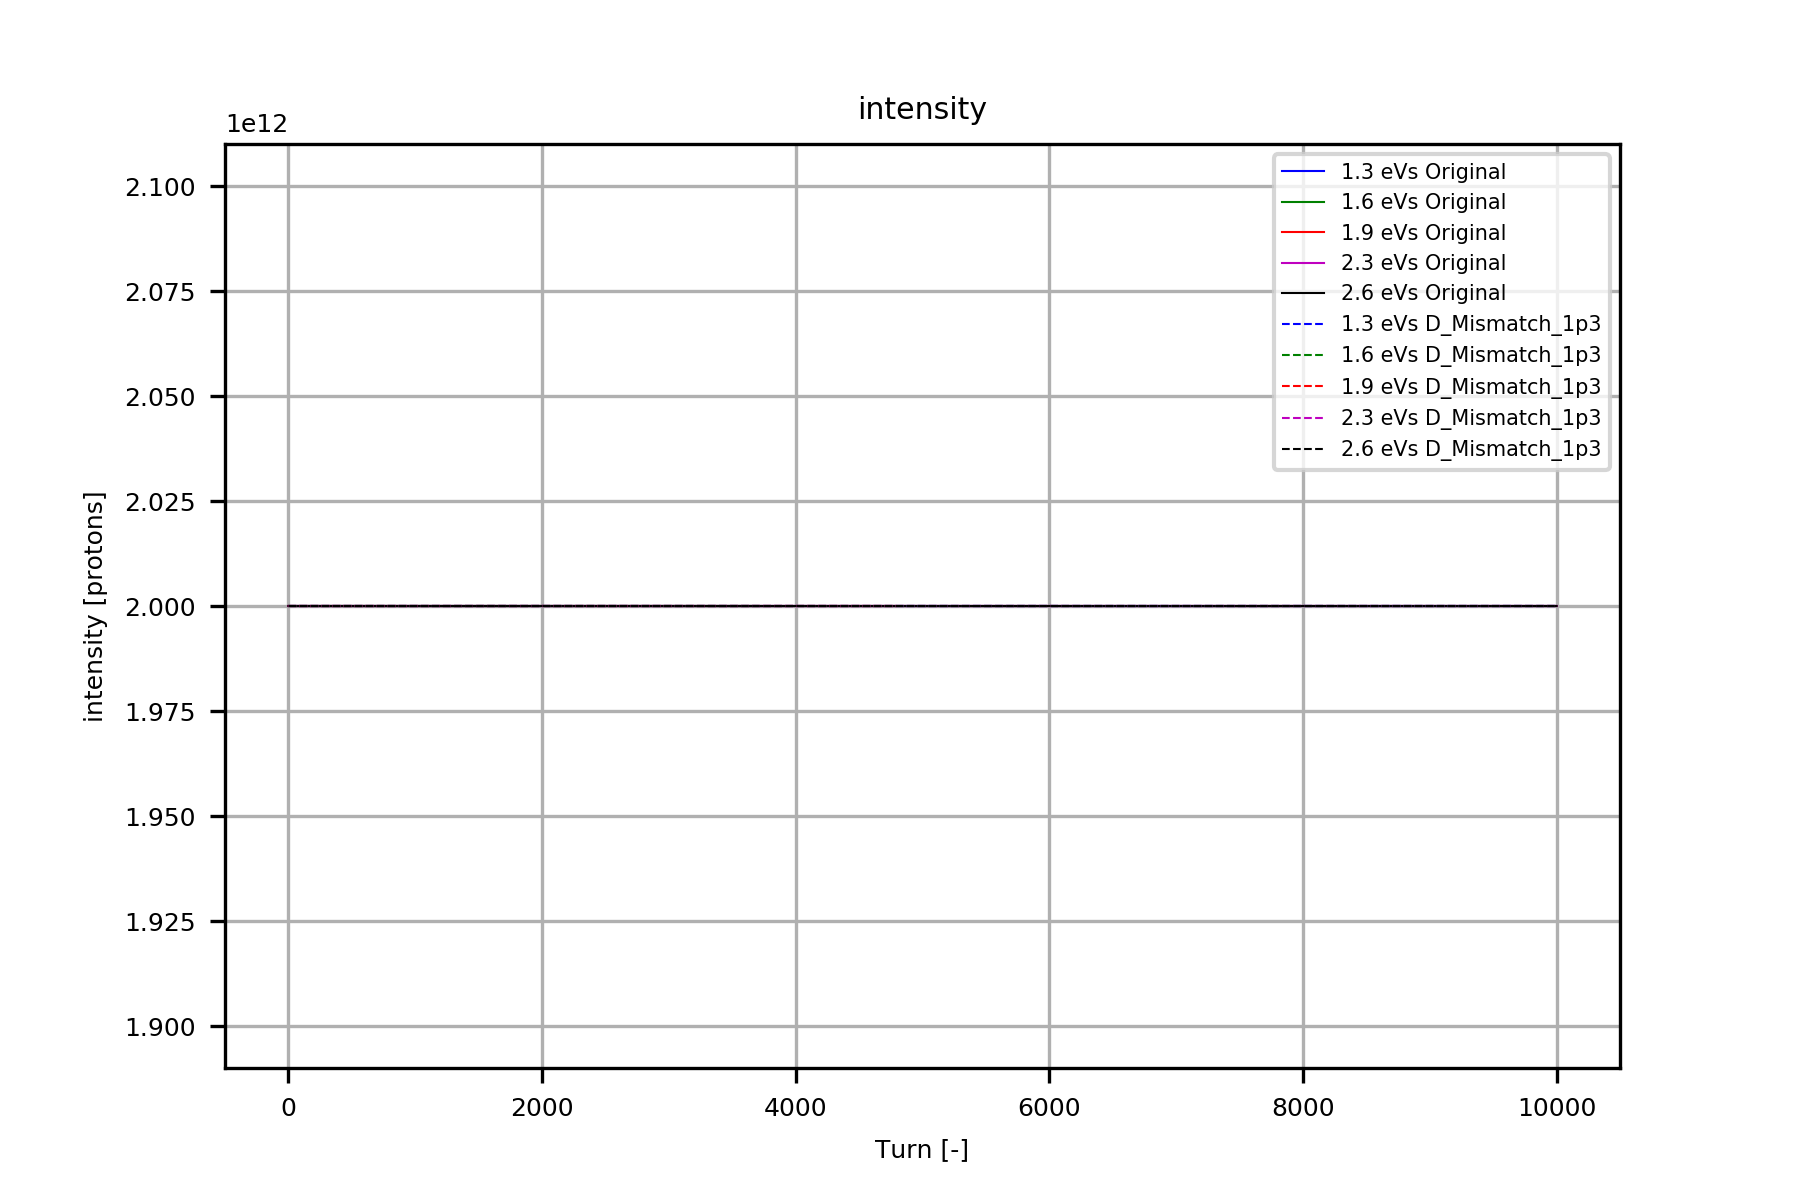 intensity
1e12
2.100
2.075
2.050
2.025
2.000
1.975
1.950
1.925
1.900
intensity [protons]
1.3 eVs Original
1.6 eVs Original
1.9 eVs Original
2.3 eVs Original
2.6 eVs Original
1.3 eVs D_Mismatch_1p3
1.6 eVs D_Mismatch_1p3
1.9 eVs D_Mismatch_1p3
2.3 eVs D_Mismatch_1p3
2.6 eVs D_Mismatch_1p3
0 2000 4000 6000 8000 10000
Turn [-]